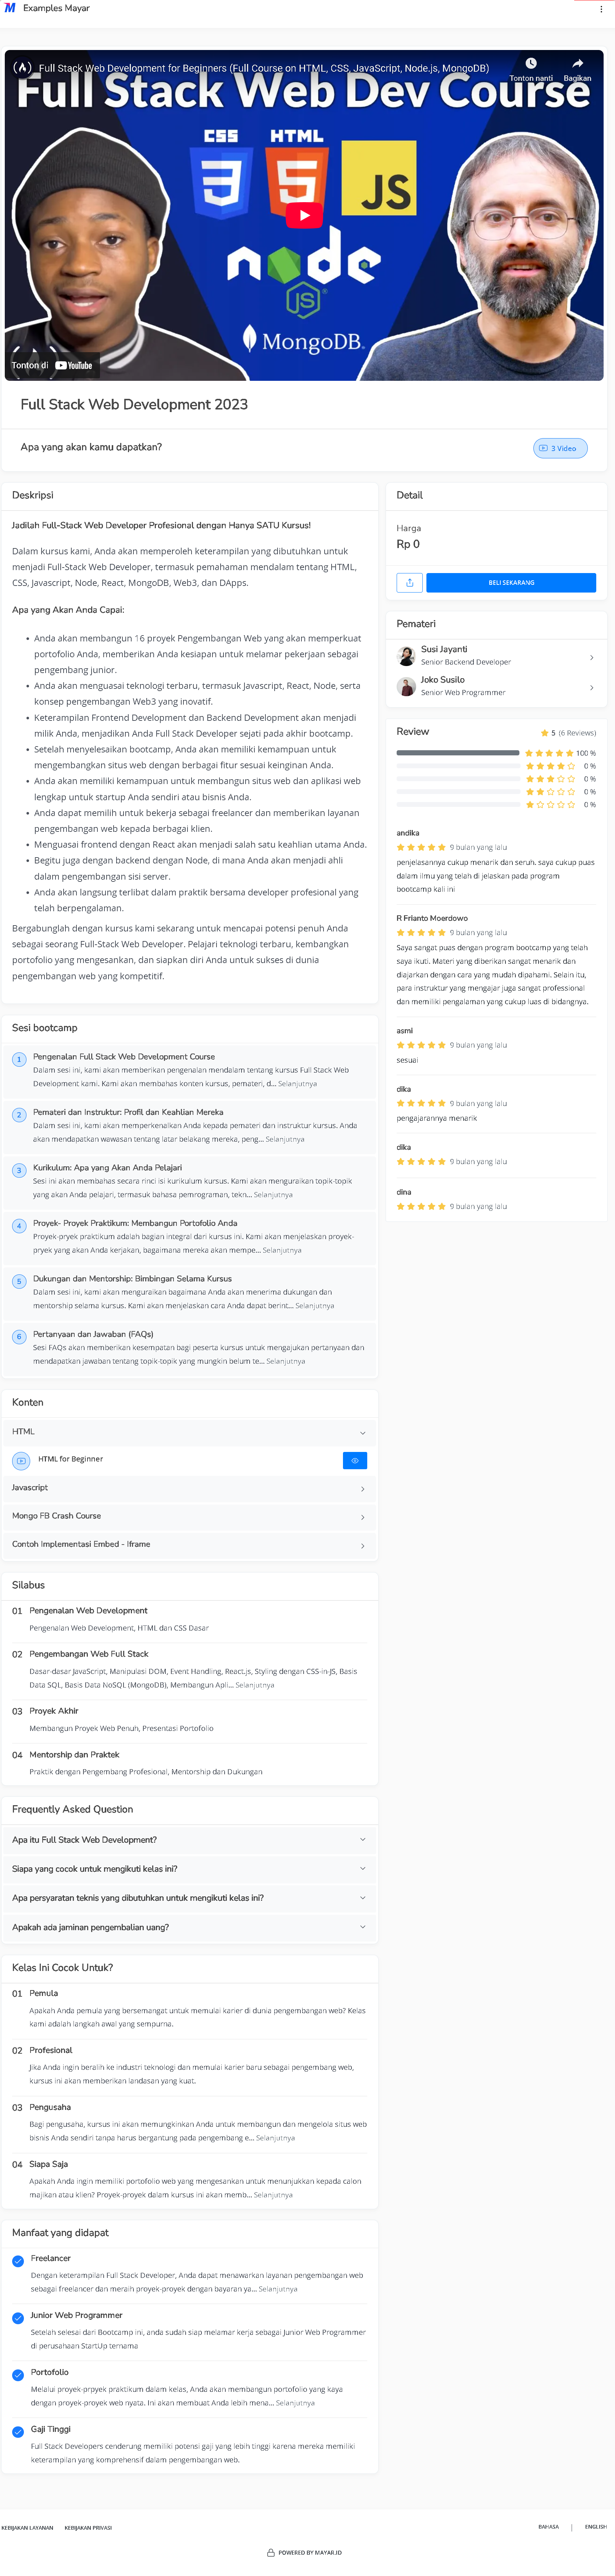 M Examples Mayar
Full Stack Web Development for Beginners (Full Course on HTML, CSS, JavaScript, Node.js, MongoDB)
Tonton nanti
Bagikan
Full Stack Web Dev Course
CSS HTML
3 5 JS
node
JS
MongoDB
Tonton di YouTube
Full Stack Web Development 2023
Apa yang akan kamu dapatkan?
3 Video
Deskripsi
Jadilah Full-Stack Web Developer Profesional dengan Hanya SATU Kursus!
Dalam kursus kami, Anda akan memperoleh keterampilan yang dibutuhkan untuk
menjadi Full-Stack Web Developer, termasuk pemahaman mendalam tentang HTML,
CSS, Javascript, Node, React, MongoDB, Web3, dan DApps.
Apa yang Akan Anda Capai:
• Anda akan membangun 16 proyek Pengembangan Web yang akan memperkuat
portofolio Anda, memberikan Anda kesiapan untuk melamar pekerjaan sebagai
pengembang junior.
• Anda akan menguasai teknologi terbaru, termasuk Javascript, React, Node, serta
konsep pengembangan Web3 yang inovatif.
• Keterampilan Frontend Development dan Backend Development akan menjadi
milik Anda, menjadikan Anda Full Stack Developer sejati pada akhir bootcamp.
• Setelah menyelesaikan bootcamp, Anda akan memiliki kemampuan untuk
mengembangkan situs web dengan berbagai fitur sesuai keinginan Anda.
• Anda akan memiliki kemampuan untuk membangun situs web dan aplikasi web
lengkap untuk startup Anda sendiri atau bisnis Anda.
• Anda dapat memilih untuk bekerja sebagai freelancer dan memberikan layanan
pengembangan web kepada berbagai klien.
• Menguasai frontend dengan React akan menjadi salah satu keahlian utama Anda.
• Begitu juga dengan backend dengan Node, di mana Anda akan menjadi ahli
dalam pengembangan sisi server.
• Anda akan langsung terlibat dalam praktik bersama developer profesional yang
telah berpengalaman.
Bergabunglah dengan kursus kami sekarang untuk mencapai potensi penuh Anda
sebagai seorang Full-Stack Web Developer. Pelajari teknologi terbaru, kembangkan
portofolio yang mengesankan, dan siapkan diri Anda untuk sukses di dunia
pengembangan web yang kompetitif.
Sesi bootcamp
1 Pengenalan Full Stack Web Development Course
Dalam sesi ini, kami akan memberikan pengenalan mendalam tentang kursus Full Stack Web
Development kami. Kami akan membahas konten kursus, pemateri, d... Selanjutnya
2 Pemateri dan Instruktur: Profil dan Keahlian Mereka
Dalam sesi ini, kami akan memperkenalkan Anda kepada pemateri dan instruktur kursus. Anda
akan mendapatkan wawasan tentang latar belakang mereka, peng... Selanjutnya
3 Kurikulum: Apa yang Akan Anda Pelajari
Sesi ini akan membahas secara rinci isi kurikulum kursus. Kami akan menguraikan topik-topik
yang akan Anda pelajari, termasuk bahasa pemrograman, tekn... Selanjutnya
4 Proyek- Proyek Praktikum: Membangun Portofolio Anda
Proyek-pryek praktikum adalah bagian integral dari kursus ini. Kami akan menjelaskan proyek-
pryek yang akan Anda kerjakan, bagaimana mereka akan mempe... Selanjutnya
5 Dukungan dan Mentorship: Bimbingan Selama Kursus
Dalam sesi ini, kami akan menguraikan bagaimana Anda akan menerima dukungan dan
mentorship selama kursus. Kami akan menjelaskan cara Anda dapat berint... Selanjutnya
6 Pertanyaan dan Jawaban (FAQs)
Sesi FAQs akan memberikan kesempatan bagi peserta kursus untuk mengajukan pertanyaan dan
mendapatkan jawaban tentang topik-topik yang mungkin belum te... Selanjutnya
Konten
HTML
HTML for Beginner
Javascript
Mongo FB Crash Course
Contoh Implementasi Embed - Iframe
Silabus
01 Pengenalan Web Development
Pengenalan Web Development, HTML dan CSS Dasar
02 Pengembangan Web Full Stack
Dasar-dasar JavaScript, Manipulasi DOM, Event Handling, React.js, Styling dengan CSS-in-JS, Basis
Data SQL, Basis Data NoSQL (MongoDB), Membangun Apli... Selanjutnya
03 Proyek Akhir
Membangun Proyek Web Penuh, Presentasi Portofolio
04 Mentorship dan Praktek
Praktik dengan Pengembang Profesional, Mentorship dan Dukungan
Frequently Asked Question
Apa itu Full Stack Web Development?
Siapa yang cocok untuk mengikuti kelas ini?
Apa persyaratan teknis yang dibutuhkan untuk mengikuti kelas ini?
Apakah ada jaminan pengembalian uang?
Kelas Ini Cocok Untuk?
01 Pemula
Apakah Anda pemula yang bersemangat untuk memulai karier di dunia pengembangan web? Kelas
kami adalah langkah awal yang sempurna.
02 Profesional
Jika Anda ingin beralih ke industri teknologi dan memulai karier baru sebagai pengembang web,
kursus ini akan memberikan landasan yang kuat.
03 Pengusaha
Bagi pengusaha, kursus ini akan memungkinkan Anda untuk membangun dan mengelola situs web
bisnis Anda sendiri tanpa harus bergantung pada pengembang e... Selanjutnya
04 Siapa Saja
Apakah Anda ingin memiliki portofolio web yang mengesankan untuk menunjukkan kepada calon
majikan atau klien? Proyek-proyek dalam kursus ini akan memb... Selanjutnya
Manfaat yang didapat
Freelancer
Dengan keterampilan Full Stack Developer, Anda dapat menawarkan layanan pengembangan web
sebagai freelancer dan meraih proyek-proyek dengan bayaran ya... Selanjutnya
Junior Web Programmer
Setelah selesai dari Bootcamp ini, anda sudah siap melamar kerja sebagai Junior Web Programmer
di perusahaan StartUp ternama
Portofolio
Melalui proyek-prpyek praktikum dalam kelas, Anda akan membangun portofolio yang kaya
dengan proyek-proyek web nyata. Ini akan membuat Anda lebih mena... Selanjutnya
Gaji Tinggi
Full Stack Developers cenderung memiliki potensi gaji yang lebih tinggi karena mereka memiliki
keterampilan yang komprehensif dalam pengembangan web.
Detail
Harga
Rp 0
BELI SEKARANG
Pemateri
Susi Jayanti
Senior Backend Developer
Joko Susilo
Senior Web Programmer
Review
5 (6 Reviews)
100 %
0 %
0 %
0 %
0 %
andika
9 bulan yang lalu
penjelasannya cukup menarik dan seruh. saya cukup puas
dalam ilmu yang telah di jelaskan pada program
bootcamp kali ini
R Frianto Moerdowo
9 bulan yang lalu
Saya sangat puas dengan program bootcamp yang telah
saya ikuti. Materi yang diberikan sangat menarik dan
diajarkan dengan cara yang mudah dipahami. Selain itu,
para instruktur yang mengajar juga sangat professional
dan memiliki pengalaman yang cukup luas di bidangnya.
asmi
9 bulan yang lalu
sesuai
dika
9 bulan yang lalu
pengajarannya menarik
dika
9 bulan yang lalu
dina
9 bulan yang lalu
KEBIJAKAN LAYANAN
KEBIJAKAN PRIVASI
BAHASA | ENGLISH
POWERED BY MAYAR.ID